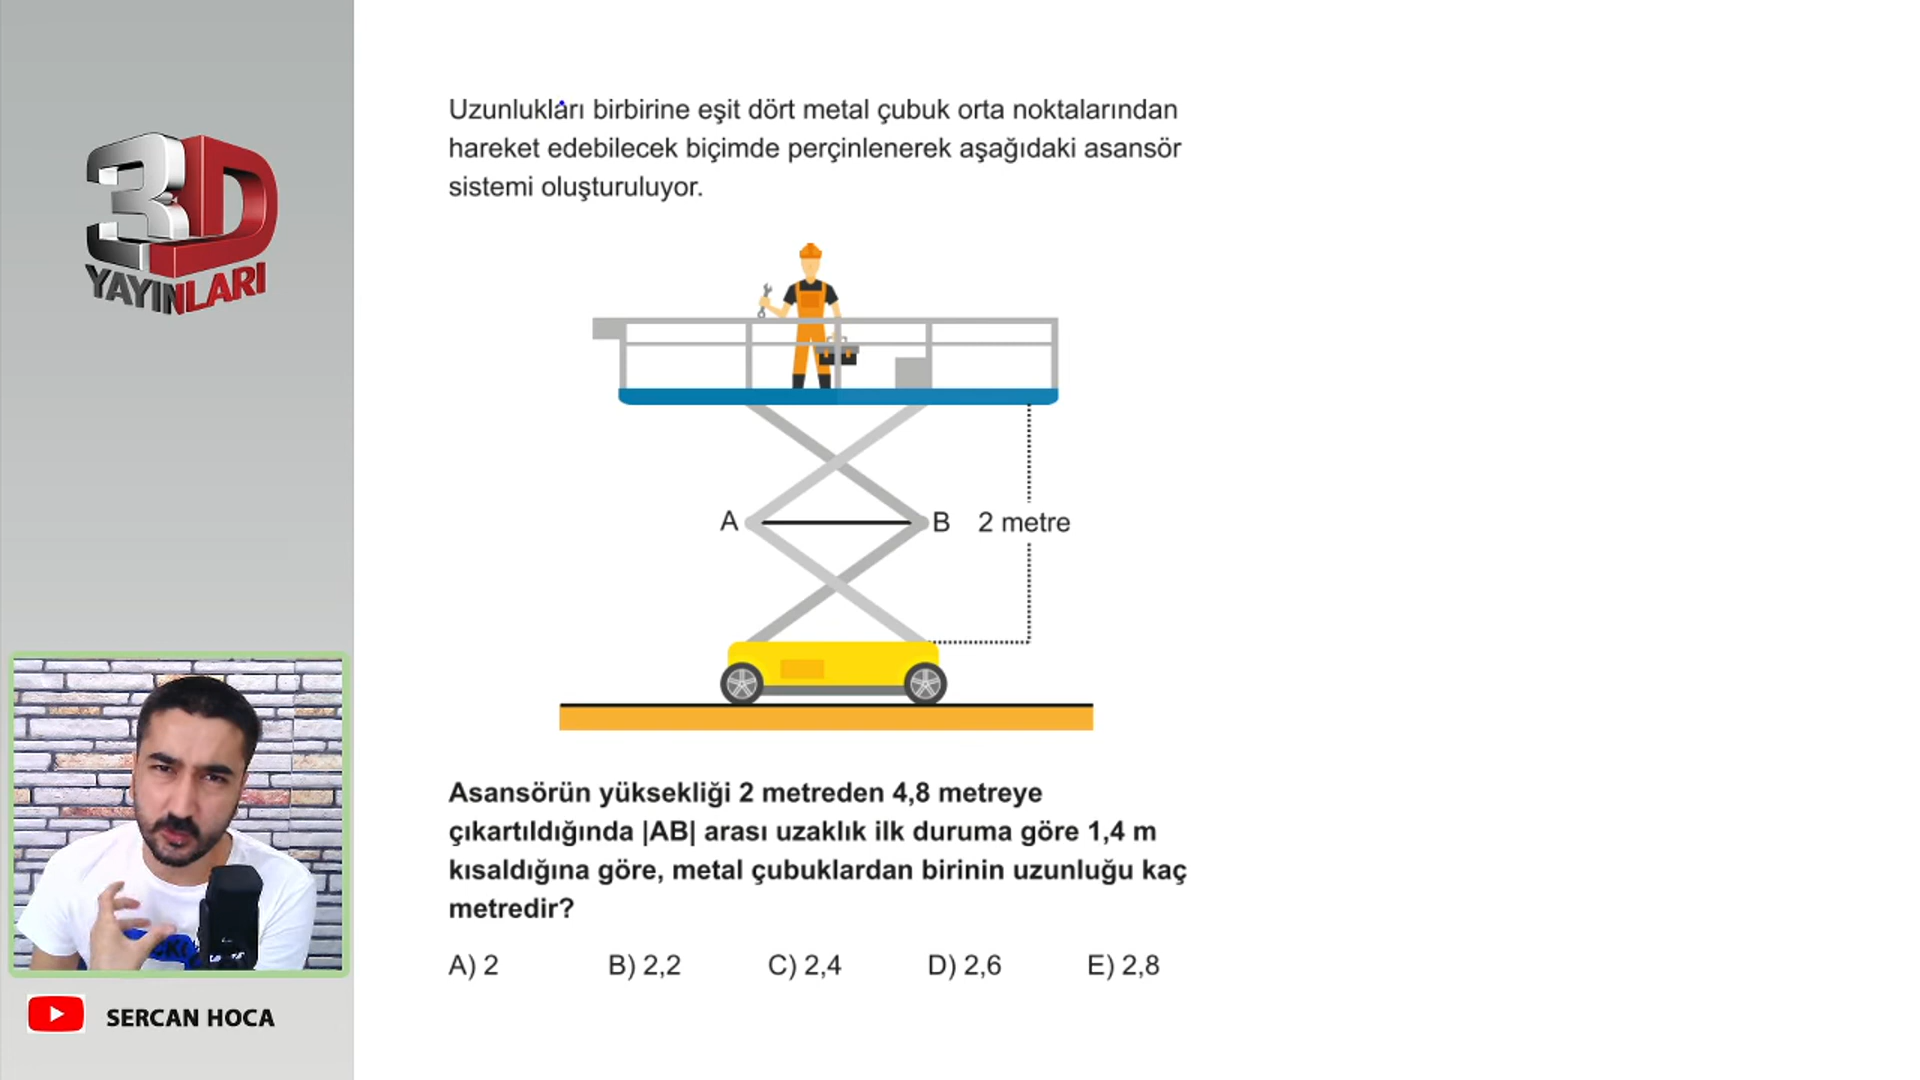 3D
YAYINLARI
Uzunlukları birbirine eşit dört metal çubuk orta noktalarından
hareket edebilecek biçimde perçinlenerek aşağıdaki asansör
sistemi oluşturuluyor.
A
B
2 metre
Asansörün yüksekliği 2 metreden 4,8 metreye
çıkartıldığında |AB| arası uzaklık ilk duruma göre 1,4 m
kısaldığına göre, metal çubuklardan birinin uzunluğu kaç
metredir?
A) 2 B) 2,2 C) 2,4 D) 2,6 E) 2,8
SERCAN HOCA